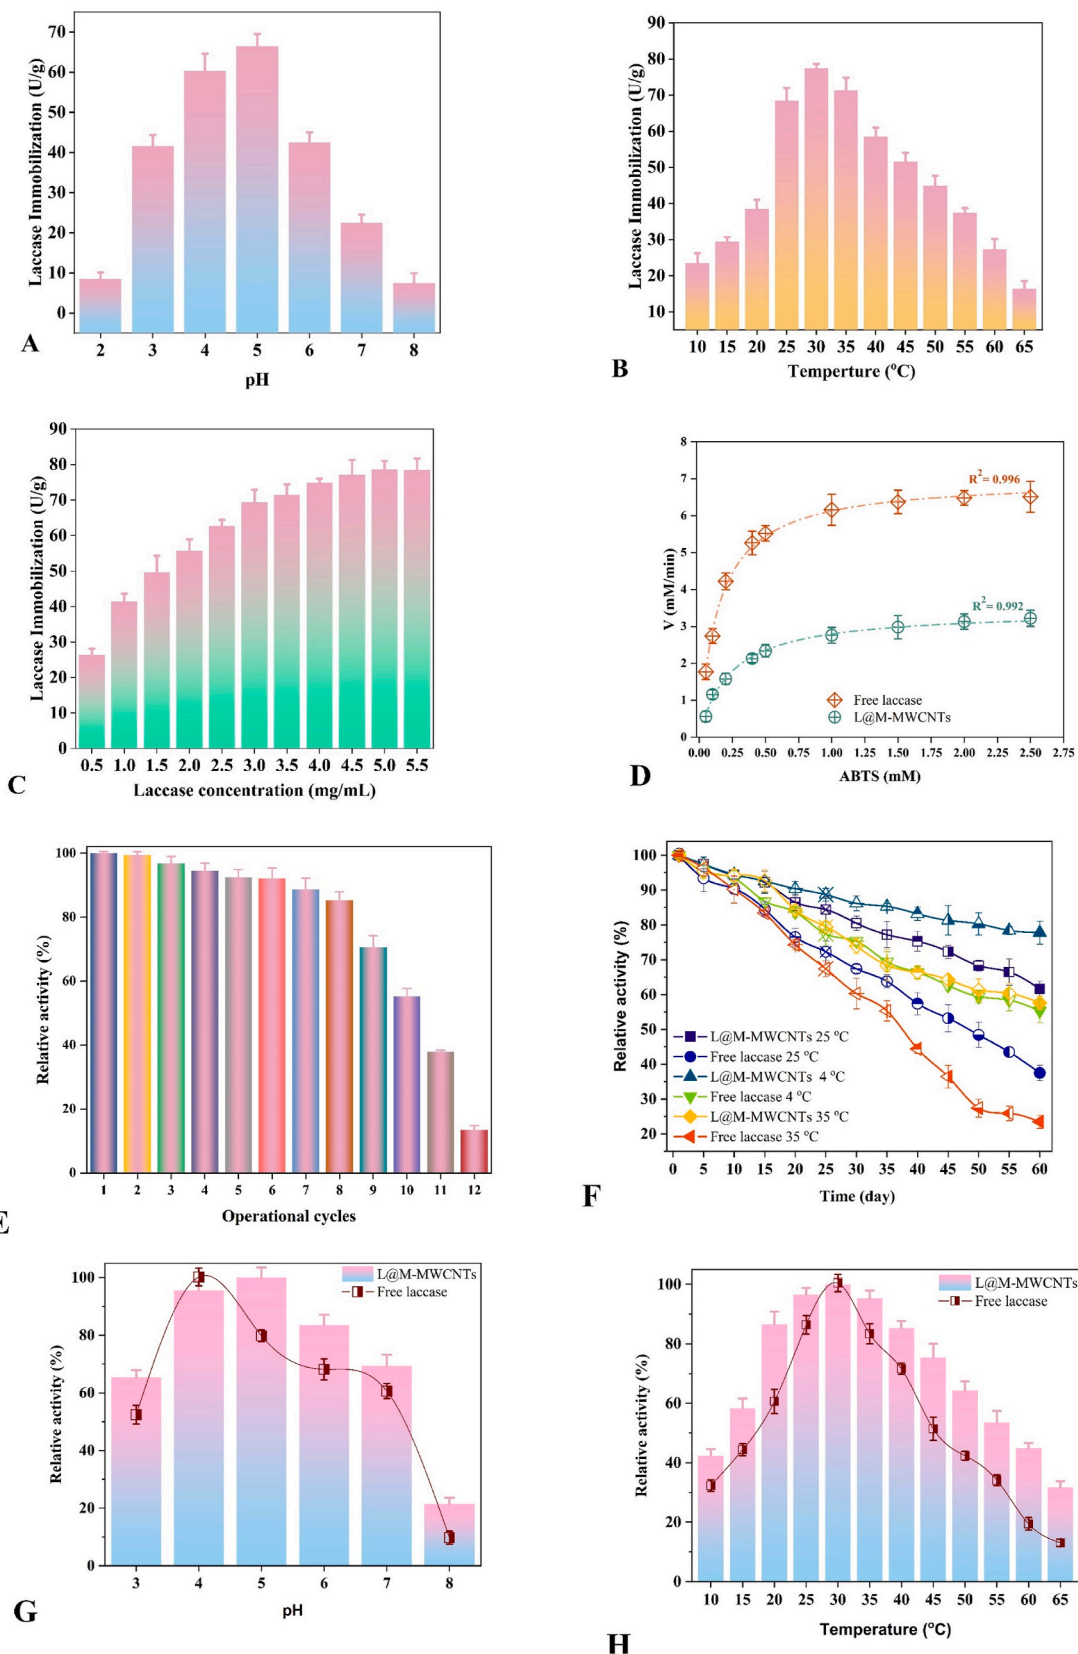 70
60
50
40
30
20
10
0
Laccase Immobilization (U/g)
2 3 4 5 6 7 8
pH
A
90
80
70
60
50
40
30
20
10
Laccase Immobilization (U/g)
10 15 20 25 30 35 40 45 50 55 60 65
Temperture (°C)
B
90
80
70
60
50
40
30
20
10
0
Laccase Immobilization (U/g)
0.5 1.0 1.5 2.0 2.5 3.0 3.5 4.0 4.5 5.0 5.5
Laccase concentration (mg/mL)
C
8
7
6
5
4
3
2
1
0
V (mM/min)
R²= 0.996
R²= 0.992
Free laccase
L@M-MWCNTs
0.00 0.25 0.50 0.75 1.00 1.25 1.50 1.75 2.00 2.25 2.50 2.75
ABTS (mM)
D
100
80
60
40
20
0
Relative activity (%)
1 2 3 4 5 6 7 8 9 10 11 12
Operational cycles
E
100
90
80
70
60
50
40
30
20
Relative activity (%)
L@M-MWCNTs 25 °C
Free laccase 25 °C
L@M-MWCNTs 4 °C
Free laccase 4 °C
L@M-MWCNTs 35 °C
Free laccase 35 °C
0 5 10 15 20 25 30 35 40 45 50 55 60
Time (day)
F
100
80
60
40
20
0
Relative activity (%)
L@M-MWCNTs
Free laccase
3 4 5 6 7 8
pH
G
100
80
60
40
20
0
Relative activity (%)
L@M-MWCNTs
Free laccase
10 15 20 25 30 35 40 45 50 55 60 65
Temperature (°C)
H